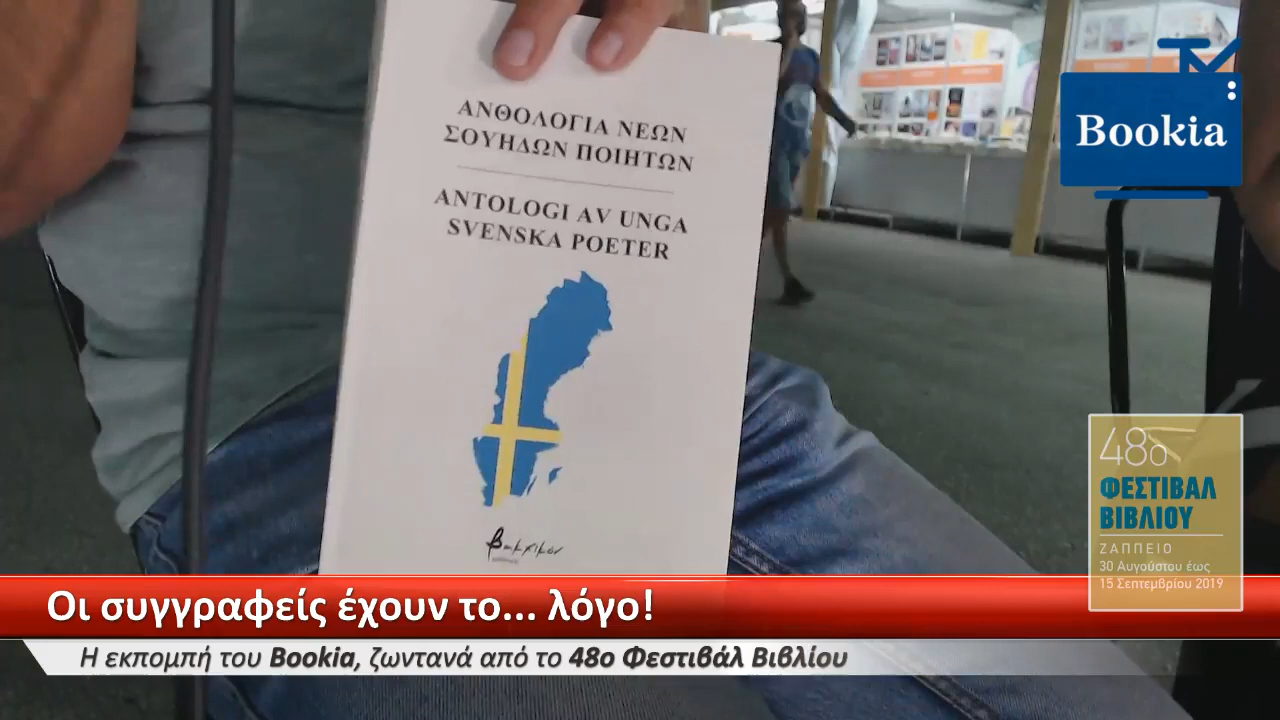 ΑΝΘΟΛΟΓΙΑ ΝΕΩΝ
ΣΟΥΗΔΩΝ ΠΟΙΗΤΩΝ
ANTOLOGI AV UNGA
SVENSKA POETER
Βακχικόν
Bookia
48ο
ΦΕΣΤΙΒΑΛ
ΒΙΒΛΙΟΥ
ΖΑΠΠΕΙΟ
30 Αυγούστου έως
15 Σεπτεμβρίου 2019
Οι συγγραφείς έχουν το... λόγο!
Η εκπομπή του Bookia, ζωντανά από το 48ο Φεστιβάλ Βιβλίου